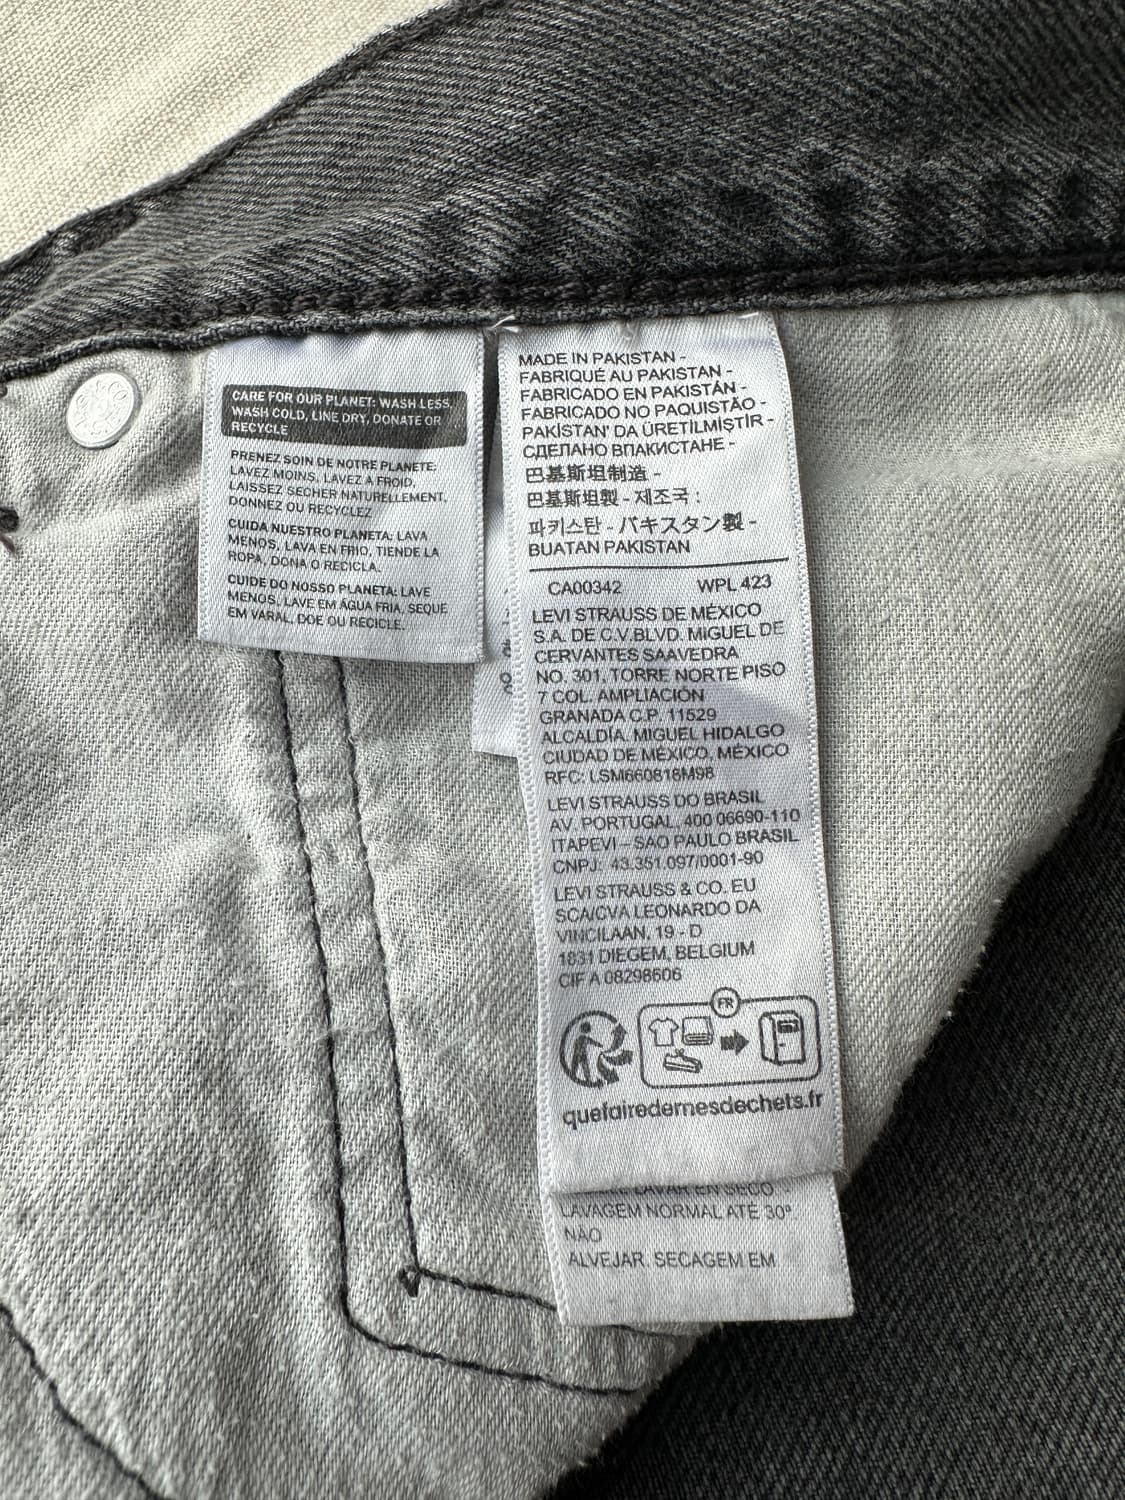 CARE FOR OUR PLANET: WASH LESS,
WASH COLD, LINE DRY, DONATE OR
RECYCLE
PRENEZ SOIN DE NOTRE PLANETE:
LAVEZ MOINS, LAVEZ A FROID,
LAISSEZ SECHER NATURELLEMENT,
DONNEZ OU RECYCLEZ
CUIDA NUESTRO PLANETA: LAVA
MENOS, LAVA EN FRIO, TIENDE LA
ROPA, DONA O RECICLA.
CUIDE DO NOSSO PLANETA: LAVE
MENOS, LAVE EM ÁGUA FRIA, SEQUE
EM VARAL, DOE OU RECICLE.
MADE IN PAKISTAN -
FABRIQUÉ AU PAKISTAN -
FABRICADO EN PAKISTÁN -
FABRICADO NO PAQUISTÃO -
PAKİSTAN' DA ÜRETİLMİŞTİR -
СДЕЛАНО ВПАКИСТАНЕ -
巴基斯坦制造 -
巴基斯坦製 - 제조국 :
파키스탄 - パキスタン製 -
BUATAN PAKISTAN
CA00342 WPL 423
LEVI STRAUSS DE MÉXICO
S.A. DE C.V.BLVD. MIGUEL DE
CERVANTES SAAVEDRA
NO. 301, TORRE NORTE PISO
7 COL. AMPLIACIÓN
GRANADA C.P. 11529
ALCALDÍA. MIGUEL HIDALGO
CIUDAD DE MÉXICO, MÉXICO
RFC: LSM660818M98
LEVI STRAUSS DO BRASIL
AV. PORTUGAL, 400 06690-110
ITAPEVI – SAO PAULO BRASIL
CNPJ: 43.351.097/0001-90
LEVI STRAUSS & CO. EU
SCA/CVA LEONARDO DA
VINCILAAN, 19 - D
1831 DIEGEM, BELGIUM
CIF A 08298606
FR
quefairedemesdechets.fr
LAVAR EN SECO
LAVAGEM NORMAL ATÉ 30°
NÃO
ALVEJAR. SECAGEM EM